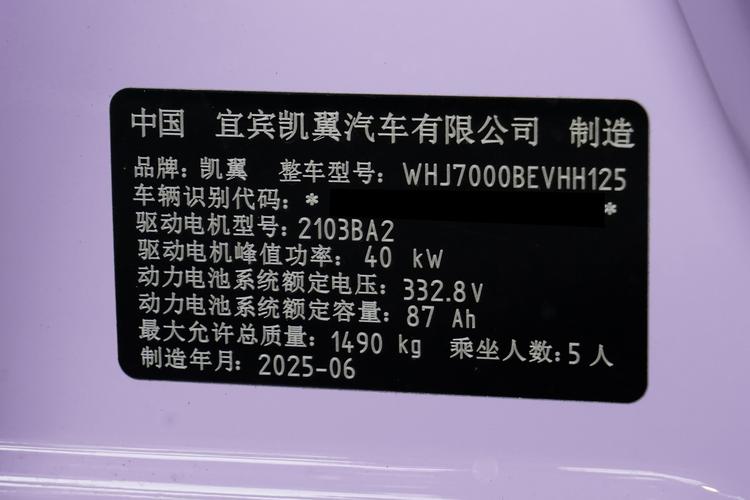 中国 宜宾凯翼汽车有限公司 制造
品牌: 凯翼 整车型号: WHJ7000BEVHH125
车辆识别代码: * *
驱动电机型号: 2103BA2
驱动电机峰值功率: 40 kW
动力电池系统额定电压: 332.8V
动力电池系统额定容量: 87 Ah
最大允许总质量: 1490 kg 乘坐人数: 5 人
制造年月: 2025-06